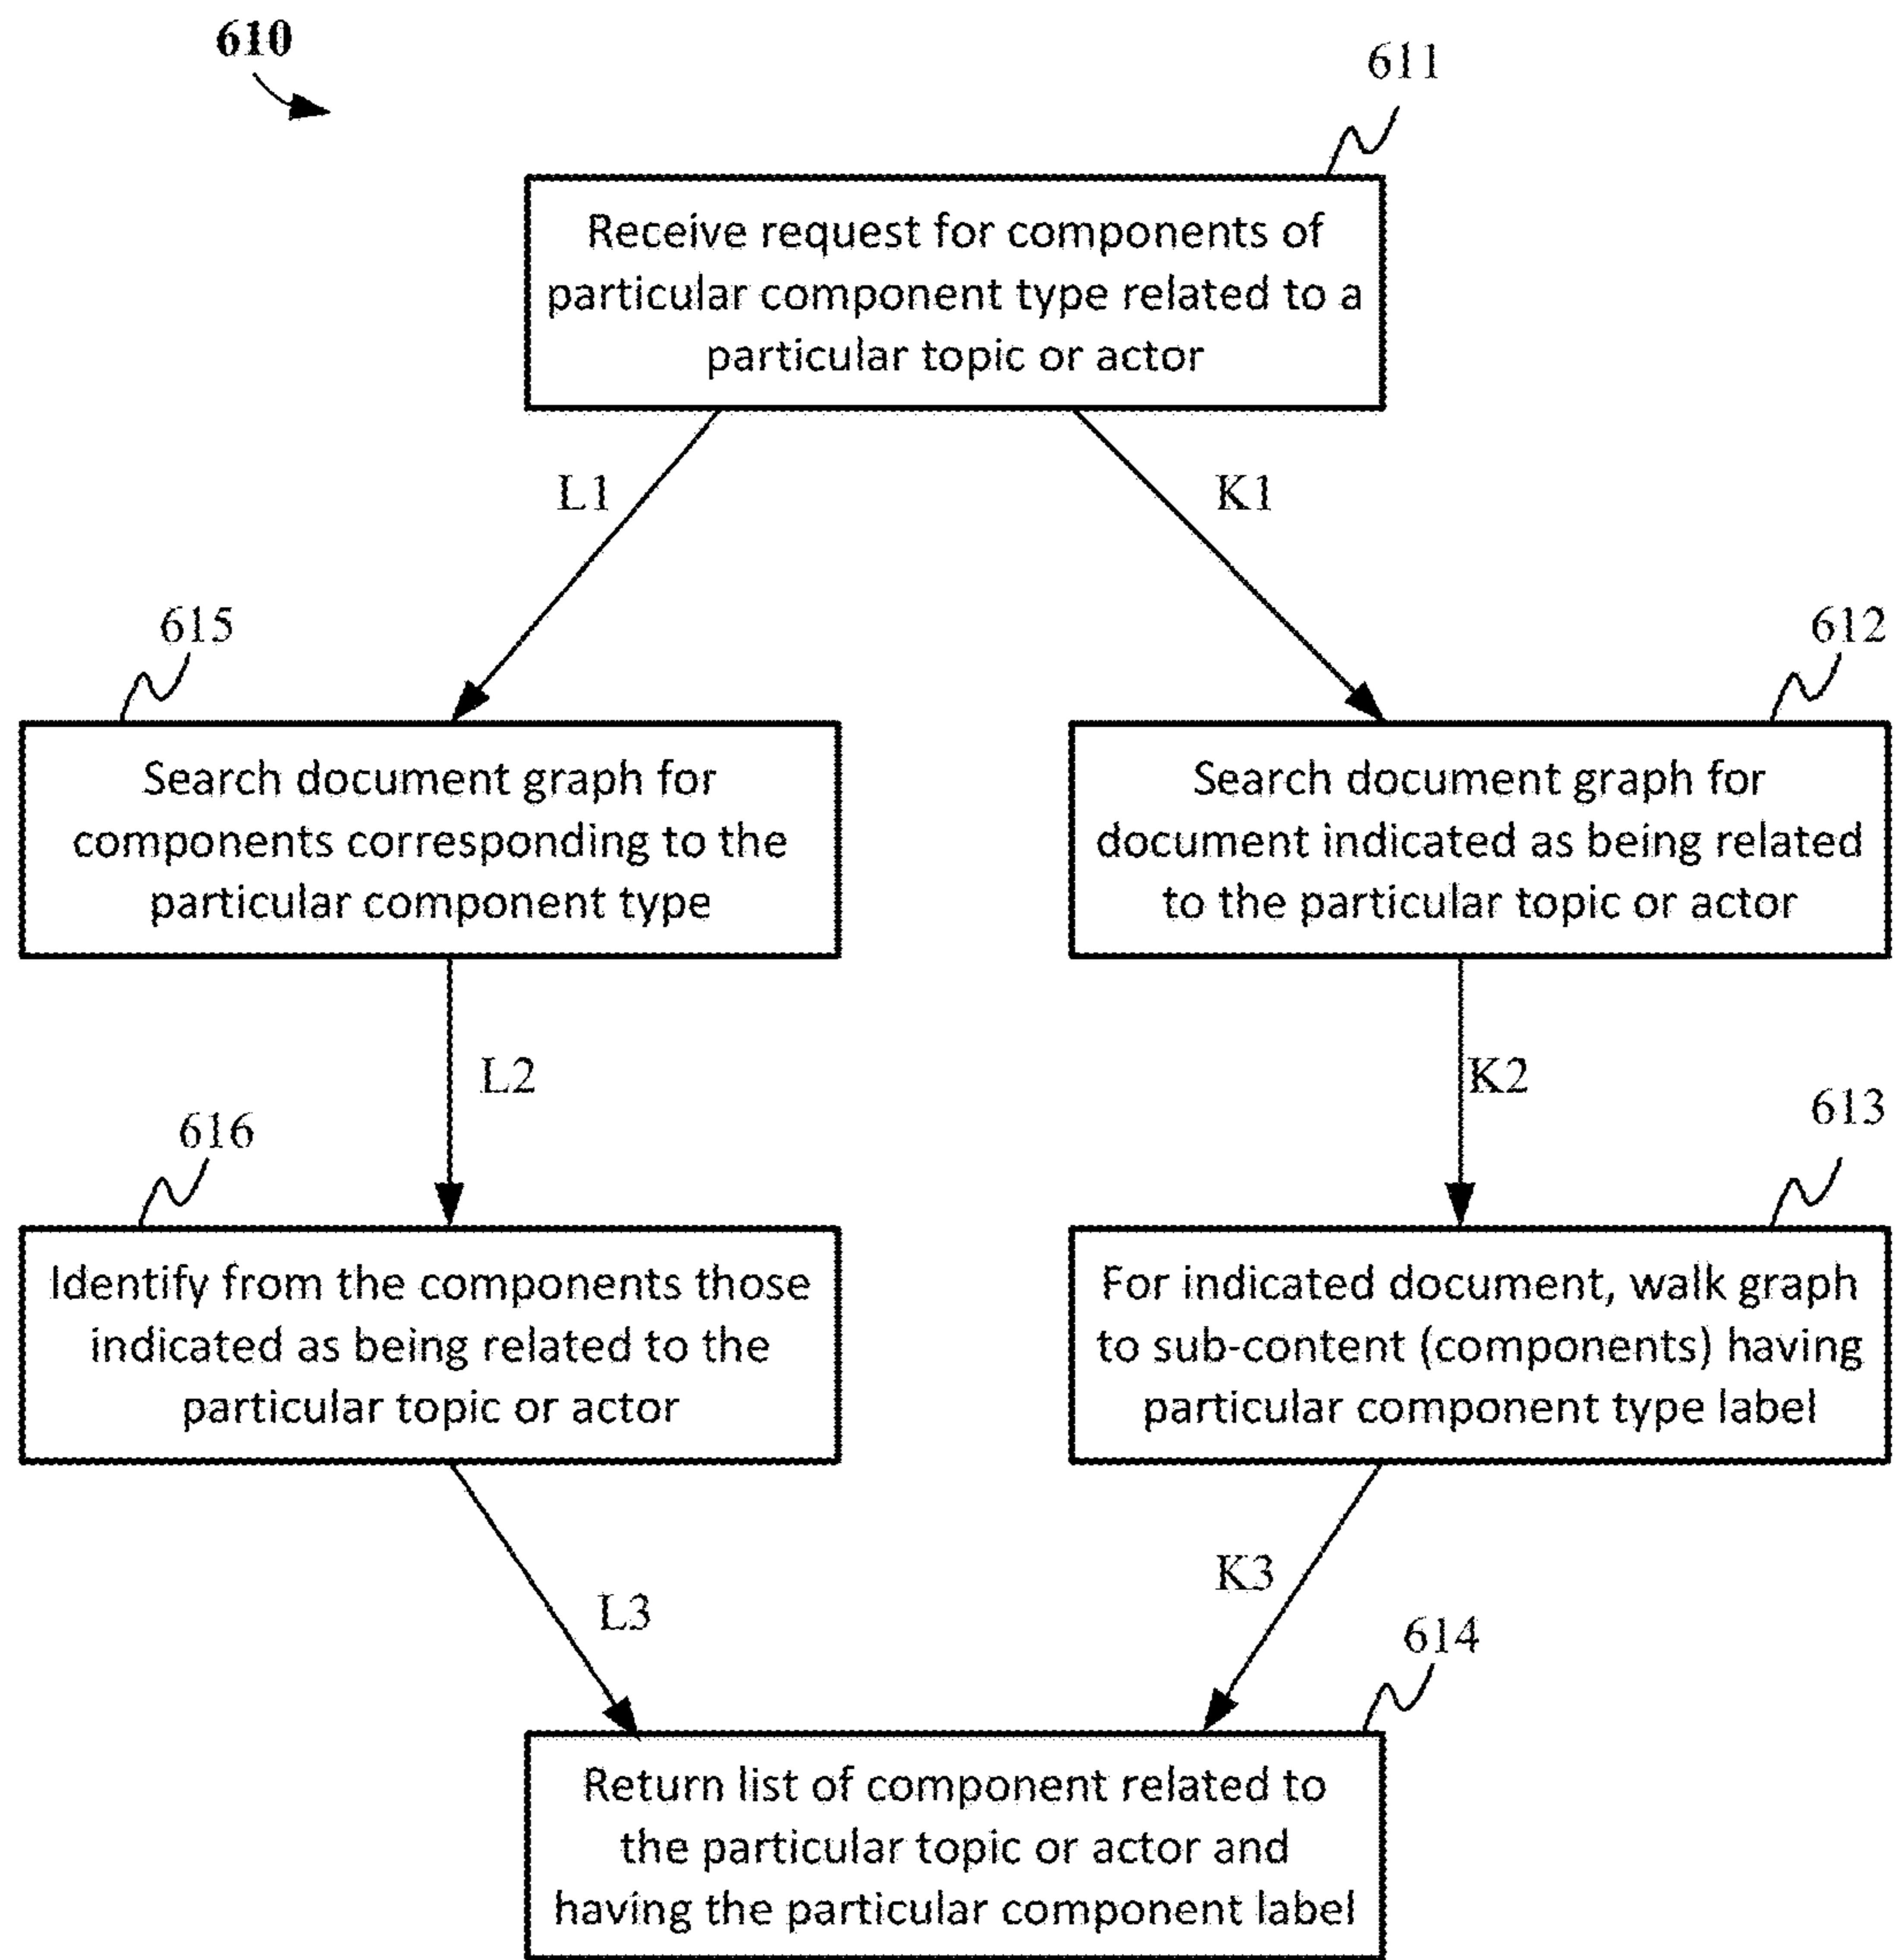 610
611
Receive request for components of
particular component type related to a
particular topic or actor
L1
K1
615
612
Search document graph for
components corresponding to the
particular component type
Search document graph for
document indicated as being related
to the particular topic or actor
L2
K2
616
613
Identify from the components those
indicated as being related to the
particular topic or actor
For indicated document, walk graph
to sub-content (components) having
particular component type label
L3
K3
614
Return list of component related to
the particular topic or actor and
having the particular component label